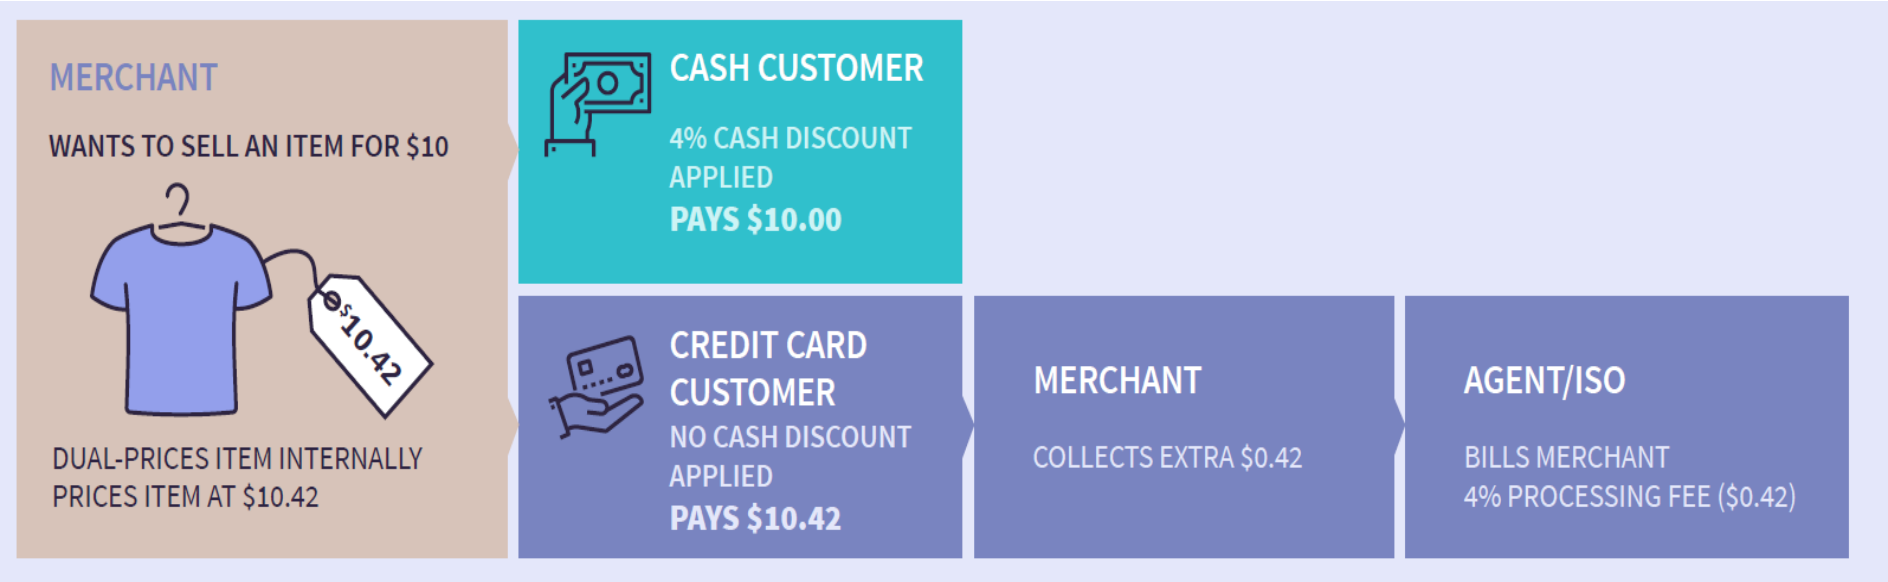 MERCHANT
WANTS TO SELL AN ITEM FOR $10
$10.42
DUAL-PRICES ITEM INTERNALLY
PRICES ITEM AT $10.42
CASH CUSTOMER
4% CASH DISCOUNT
APPLIED
PAYS $10.00
CREDIT CARD
CUSTOMER
NO CASH DISCOUNT
APPLIED
PAYS $10.42
MERCHANT
COLLECTS EXTRA $0.42
AGENT/ISO
BILLS MERCHANT
4% PROCESSING FEE ($0.42)